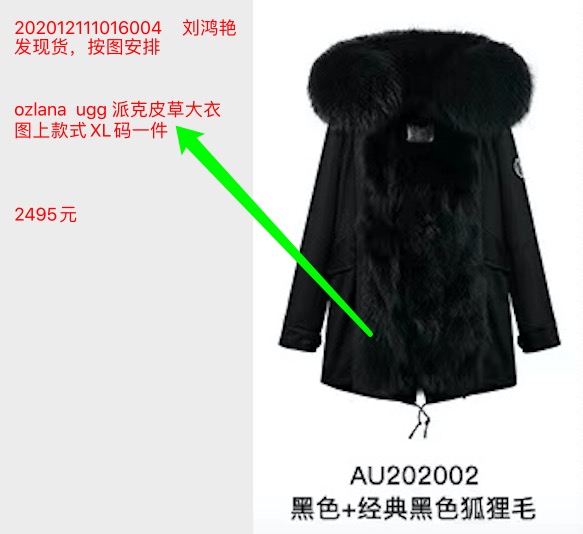 202012111016004 刘鸿艳
发现货，按图安排
ozlana ugg 派克皮草大衣
图上款式XL码一件
2495元
AU202002
黑色+经典黑色狐狸毛